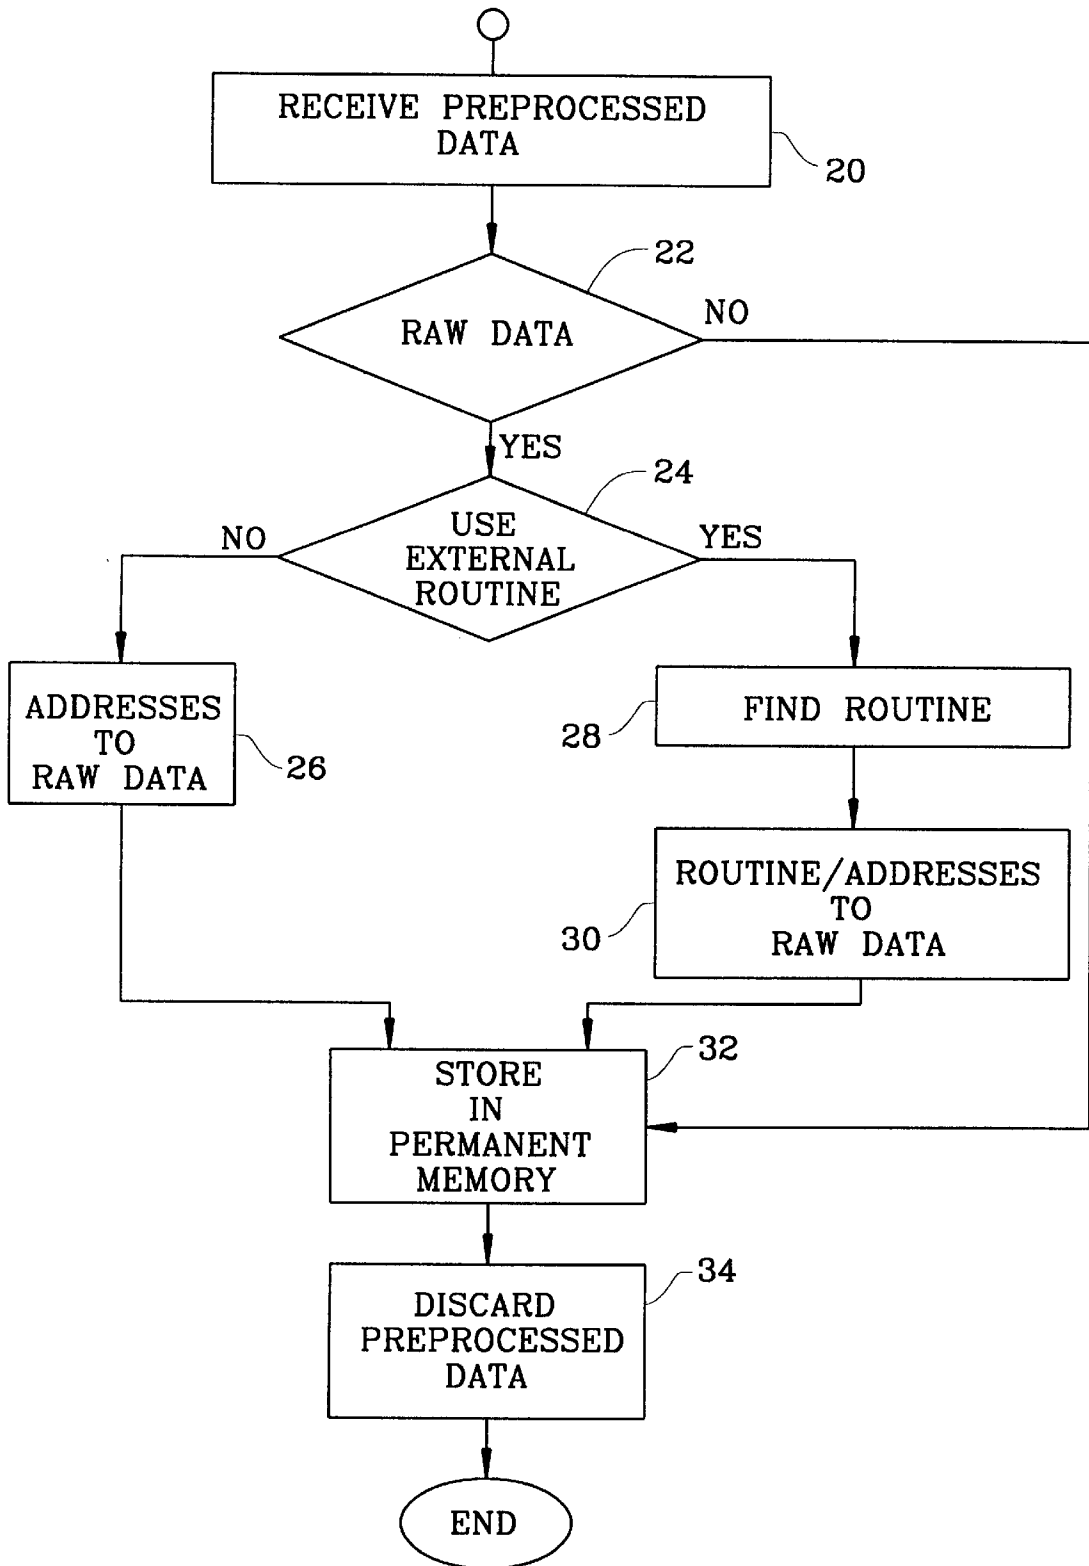 RECEIVE PREPROCESSED
DATA
20
22
RAW DATA
NO
YES
24
USE
EXTERNAL
ROUTINE
NO
YES
ADDRESSES
TO
RAW DATA
26
FIND ROUTINE
28
ROUTINE/ADDRESSES
TO
RAW DATA
30
STORE
IN
PERMANENT
MEMORY
32
DISCARD
PREPROCESSED
DATA
34
END